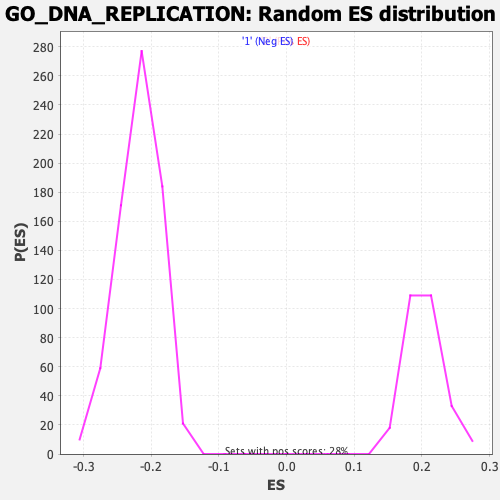 GO_DNA_REPLICATION: Random ES distribution
'1' (Neg ES) ES)
280
260
240
220
200
180
160
140
120
100
80
60
40
20
0
P(ES)
Sets with pos scores: 28%
-0.3 -0.2 -0.1 0.0 0.1 0.2 0.3
ES